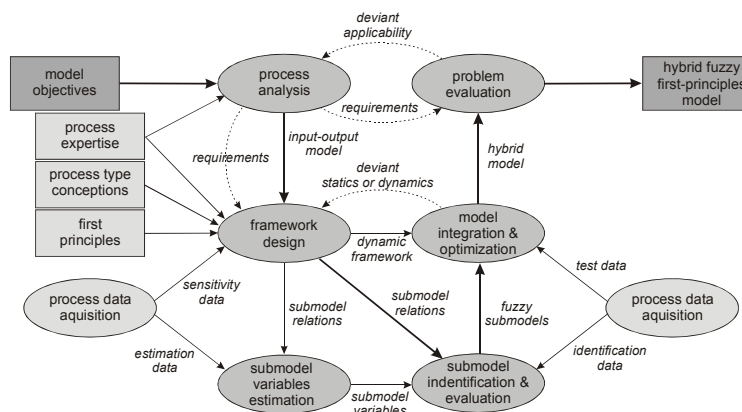 deviant
applicability
model
objectives
process
analysis
problem
evaluation
hybrid fuzzy
first-principles
model
requirements
process
expertise
input-output
model
hybrid
model
requirements
process type
conceptions
deviant
statics or dynamics
first
principles
framework
design
dynamic
framework
model
integration &
optimization
sensitivity
data
test data
process data
aquisition
submodel
relations
submodel
relations
fuzzy
submodels
process data
aquisition
estimation
data
identification
data
submodel
variables
estimation
submodel
variables
submodel
indentification &
evaluation